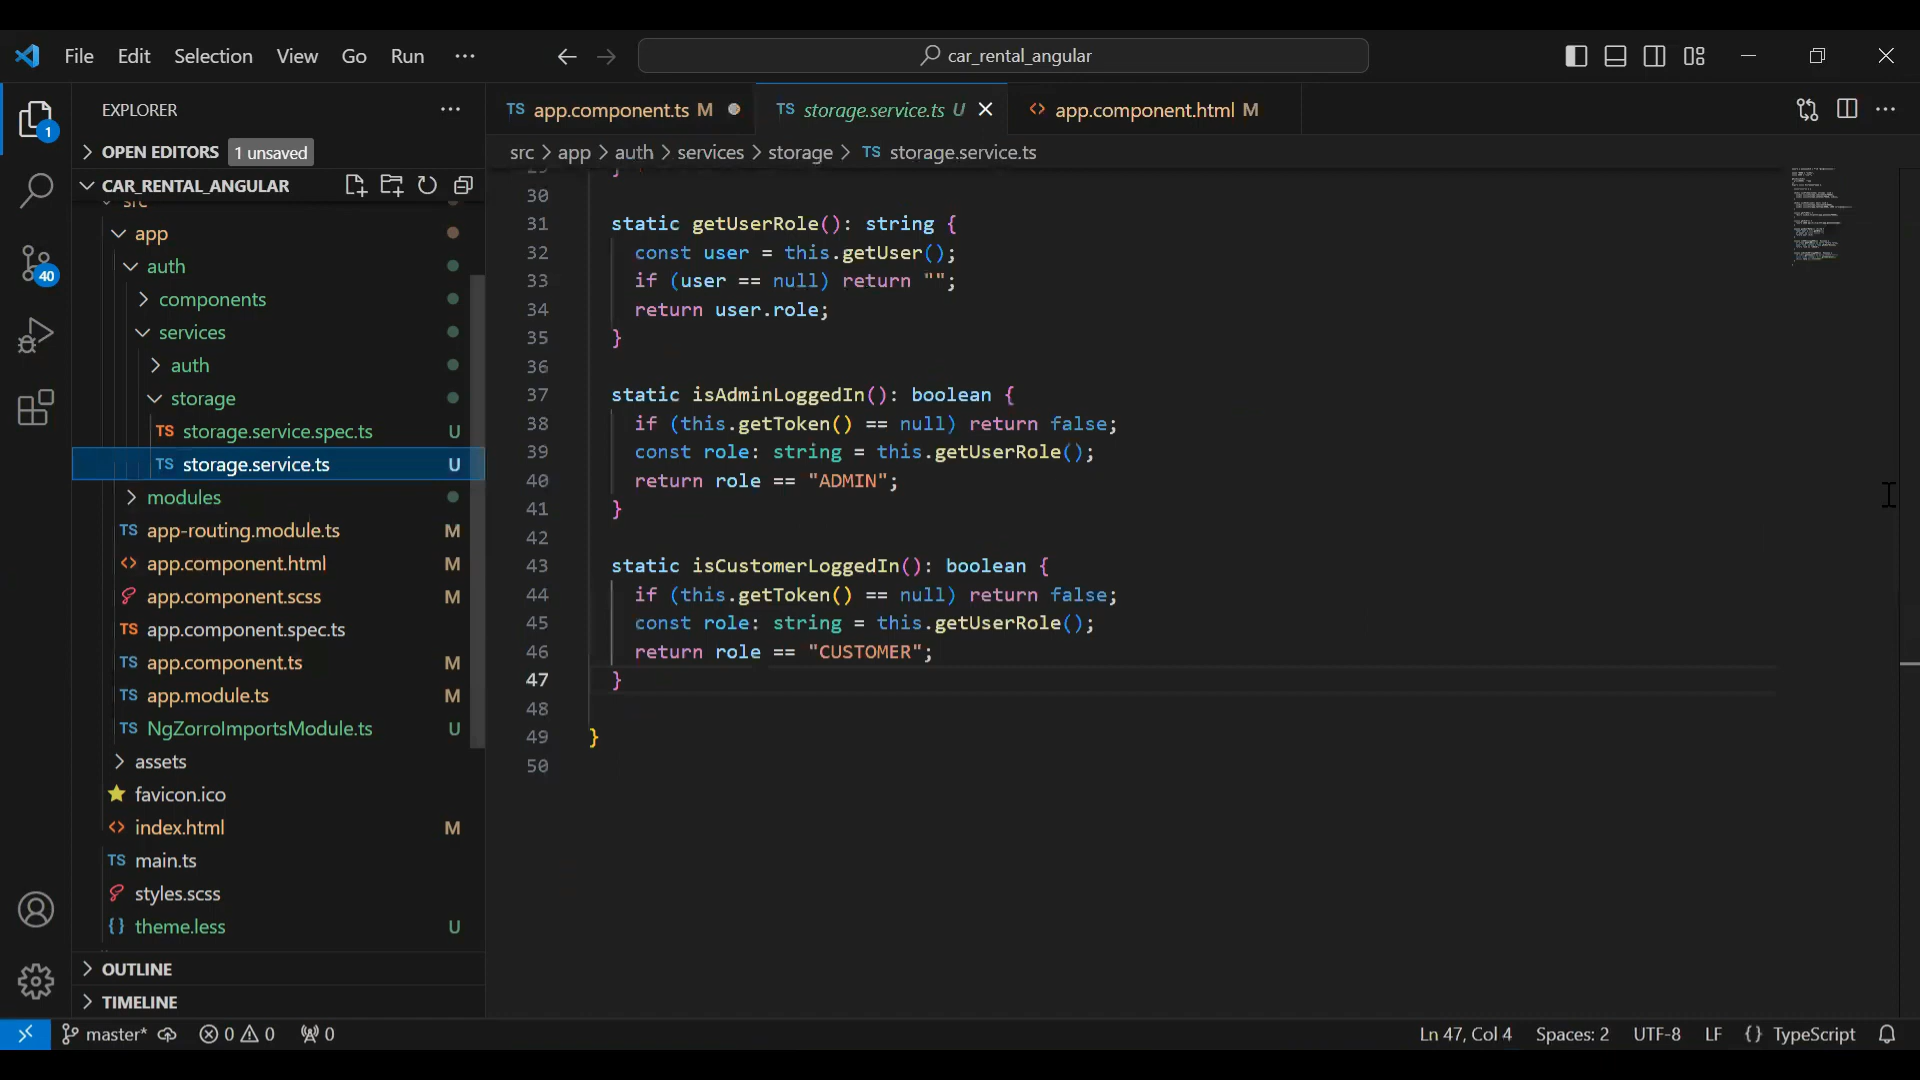 File Edit Selection View Go Run ··· car_rental_angular
EXPLORER
OPEN EDITORS 1 unsaved
CAR_RENTAL_ANGULAR
src
app
auth
components
services
auth
storage
TS storage.service.spec.ts U
TS storage.service.ts U
modules
TS app-routing.module.ts M
<> app.component.html M
app.component.scss M
TS app.component.spec.ts
TS app.component.ts M
TS app.module.ts M
TS NgZorroImportsModule.ts U
assets
favicon.ico
<> index.html M
TS main.ts
styles.scss
{} theme.less U
OUTLINE
TIMELINE
1
40
TS app.component.ts M TS storage.service.ts U <> app.component.html M
src > app > auth > services > storage > TS storage.service.ts
29 }
30
31 static getUserRole(): string {
32 const user = this.getUser();
33 if (user == null) return "";
34 return user.role;
35 }
36
37 static isAdminLoggedIn(): boolean {
38 if (this.getToken() == null) return false;
39 const role: string = this.getUserRole();
40 return role == "ADMIN";
41 }
42
43 static isCustomerLoggedIn(): boolean {
44 if (this.getToken() == null) return false;
45 const role: string = this.getUserRole();
46 return role == "CUSTOMER";
47 }
48
49 }
50
master* 0 0 0 Ln 47, Col 4 Spaces: 2 UTF-8 LF {} TypeScript